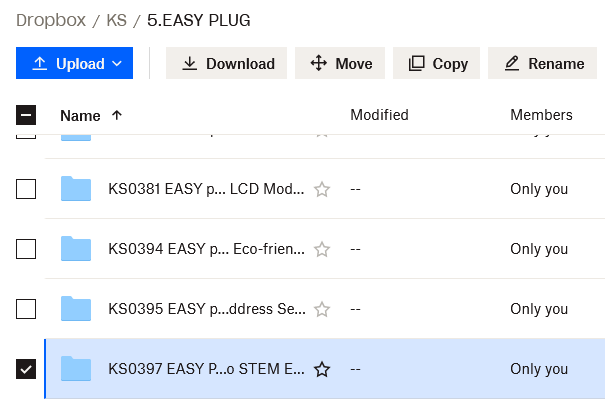 Dropbox / KS / 5.EASY PLUG
Upload Download Move Copy Rename
Name Modified Members
KS0381 EASY p... LCD Mod... -- Only you
KS0394 EASY p... Eco-frien... -- Only you
KS0395 EASY p...ddress Se... -- Only you
KS0397 EASY P...o STEM E... -- Only you